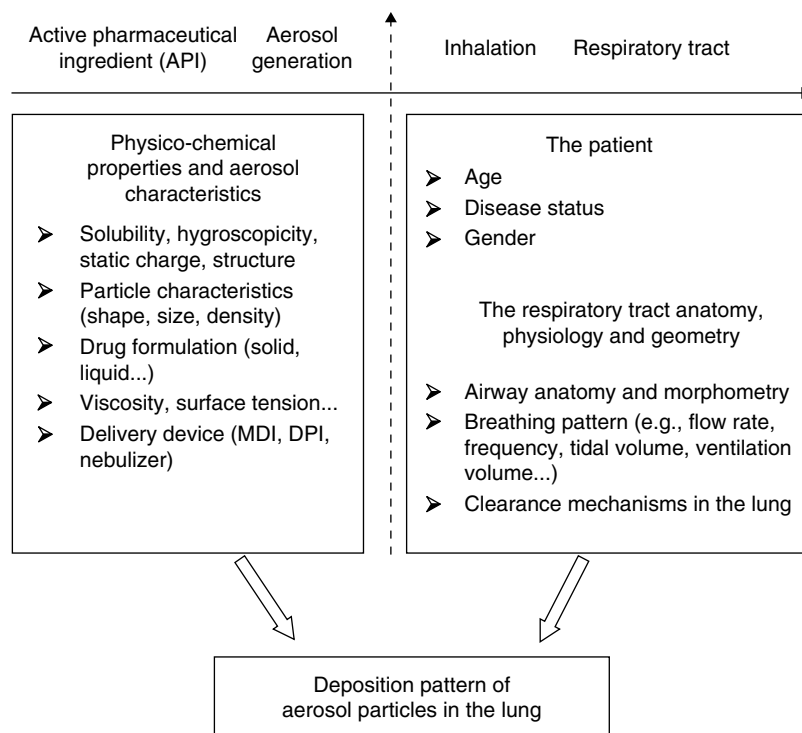 Active pharmaceutical
ingredient (API)
Aerosol
generation
Inhalation
Respiratory tract
Physico-chemical
properties and aerosol
characteristics
Solubility, hygroscopicity,
static charge, structure
Particle characteristics
(shape, size, density)
Drug formulation (solid,
liquid...)
Viscosity, surface tension...
Delivery device (MDI, DPI,
nebulizer)
The patient
Age
Disease status
Gender
The respiratory tract anatomy,
physiology and geometry
Airway anatomy and morphometry
Breathing pattern (e.g., flow rate,
frequency, tidal volume, ventilation
volume...)
Clearance mechanisms in the lung
Deposition pattern of
aerosol particles in the lung